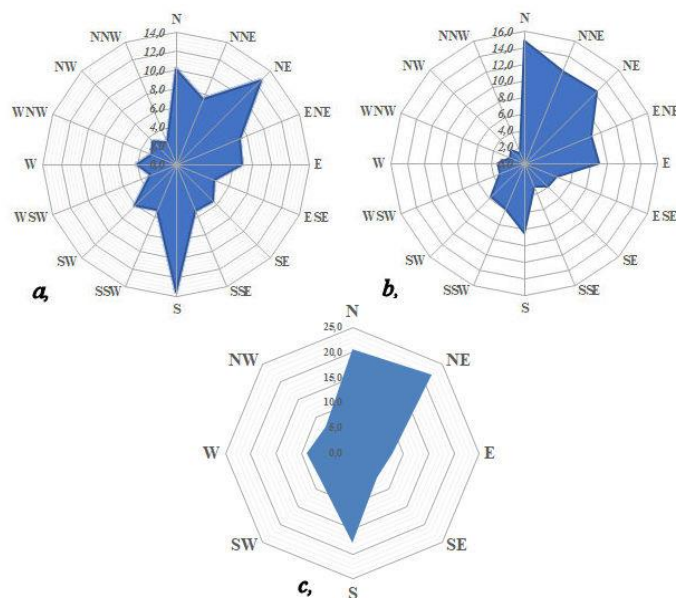 N
NNE
NE
ENE
E
ESE
SE
SSE
S
SSW
SW
WSW
W
WNW
NW
NNW
14,0
12,0
10,0
8,0
6,0
4,0
a,
N
NNE
NE
ENE
E
ESE
SE
SSE
S
SSW
SW
WSW
W
WNW
NW
NNW
16,0
14,0
12,0
10,0
8,0
6,0
4,0
2,0
b,
N
NE
E
SE
S
SW
W
NW
25,0
20,0
15,0
10,0
5,0
0,0
c,